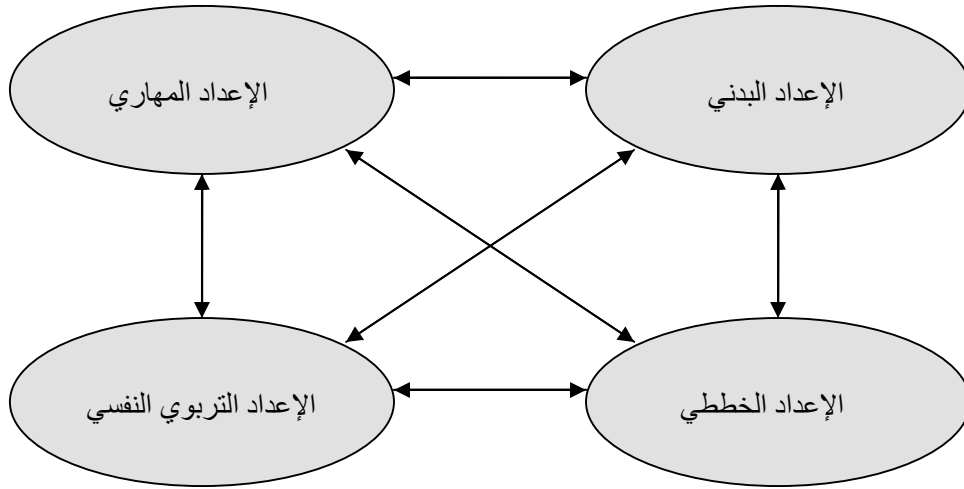 الإعداد البدني
الإعداد المهاري
الإعداد الخططي
الإعداد التربوي النفسي